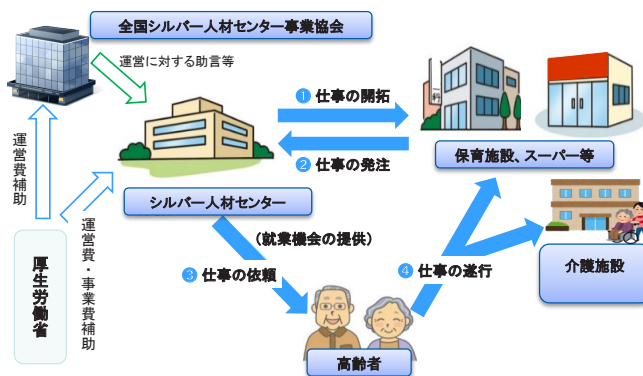 全国シルバー人材センター事業協会
運営に対する助言等
❶ 仕事の開拓
科
運営費補助
❷ 仕事の発注
保育施設、スーパー等
シルバー人材センター
(就業機会の提供)
運営費・事業費補助
厚生労働省
❸ 仕事の依頼
❹ 仕事の遂行
介護施設
高齢者